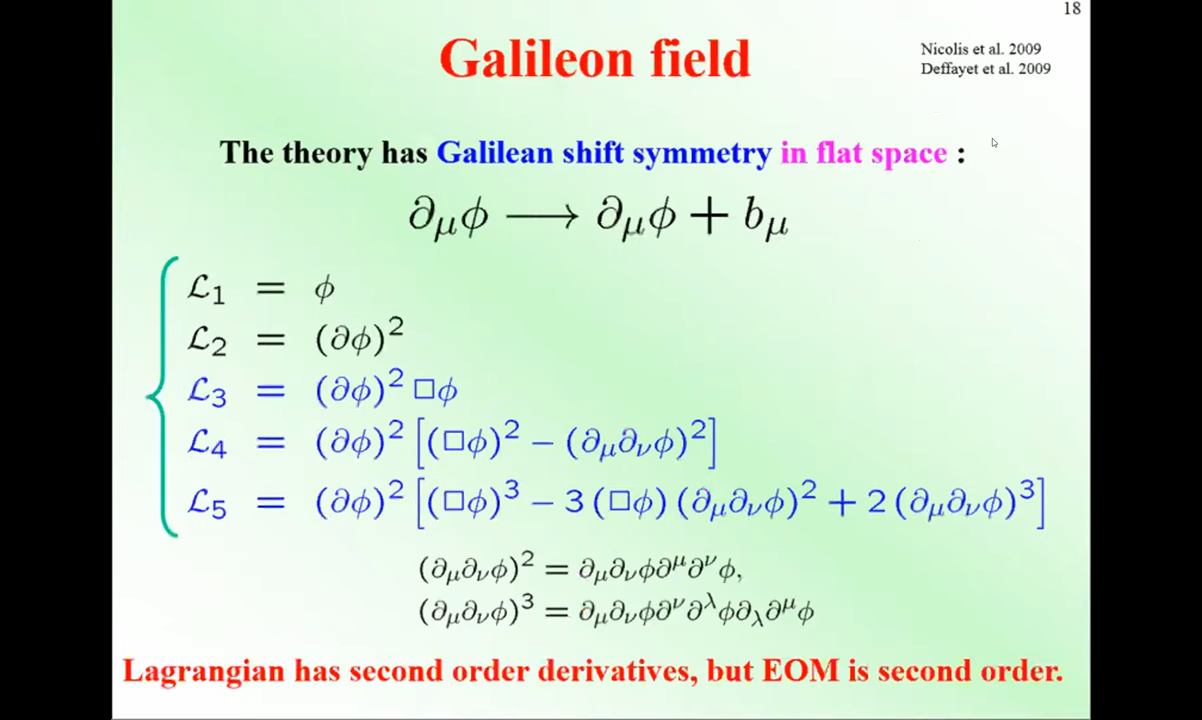 18
Galileon field
Nicolis et al. 2009
Deffayet et al. 2009
The theory has Galilean shift symmetry in flat space :
∂μϕ ⟶ ∂μϕ + bμ
ℒ₁ = ϕ
ℒ₂ = (∂ϕ)²
ℒ₃ = (∂ϕ)² □ϕ
ℒ₄ = (∂ϕ)² [(□ϕ)² − (∂μ∂νϕ)²]
ℒ₅ = (∂ϕ)² [(□ϕ)³ − 3 (□ϕ) (∂μ∂νϕ)² + 2 (∂μ∂νϕ)³]
(∂μ∂νϕ)² = ∂μ∂νϕ∂^μ∂^νϕ,
(∂μ∂νϕ)³ = ∂μ∂νϕ∂^ν∂^λϕ∂λ∂^μϕ
Lagrangian has second order derivatives, but EOM is second order.